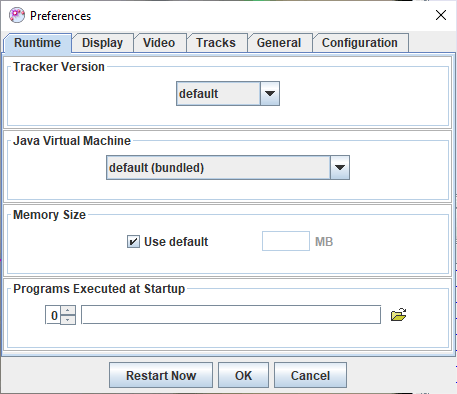 Preferences
Runtime Display Video Tracks General Configuration
Tracker Version
default
Java Virtual Machine
default (bundled)
Memory Size
Use default MB
Programs Executed at Startup
0
Restart Now OK Cancel